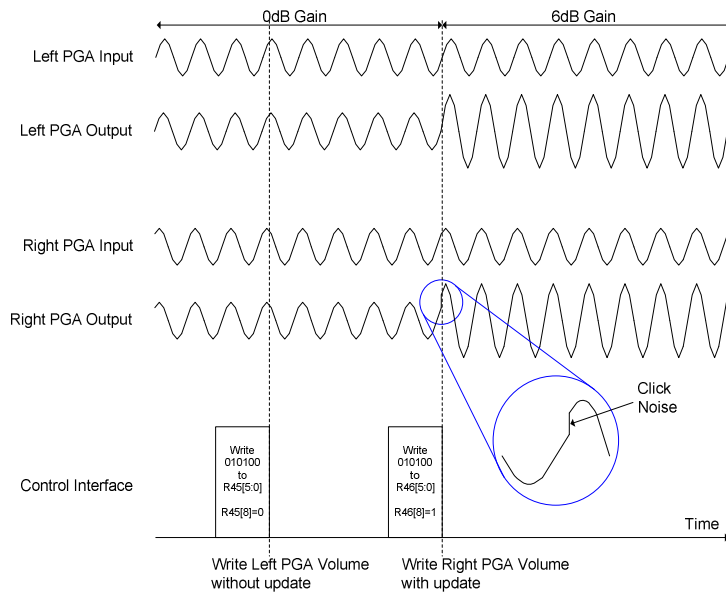 0dB Gain
6dB Gain
Left PGA Input
Left PGA Output
Right PGA Input
Right PGA Output
Click
Noise
Write
010100
to
R45[5:0]
R45[8]=0
Write
010100
to
R46[5:0]
R46[8]=1
Control Interface
Time
Write Left PGA Volume
without update
Write Right PGA Volume
with update